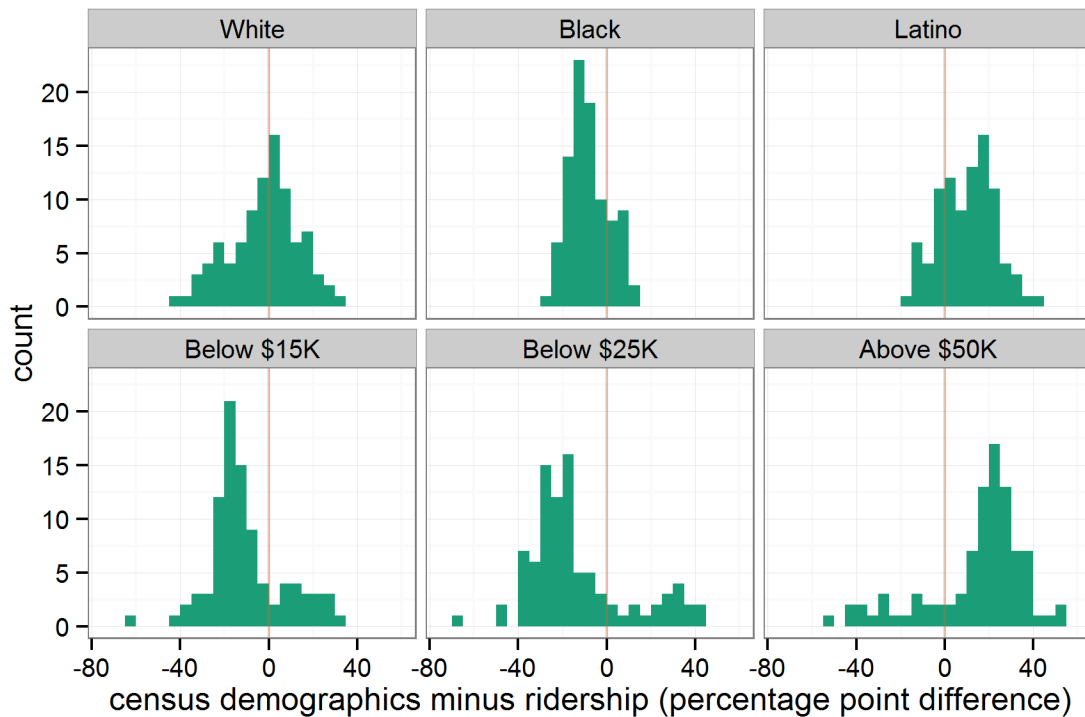 White Black Latino
20
15
10
5
0
count
Below $15K Below $25K Above $50K
20
15
10
5
0
-80 -40 0 40 -80 -40 0 40 -80 -40 0 40
census demographics minus ridership (percentage point difference)